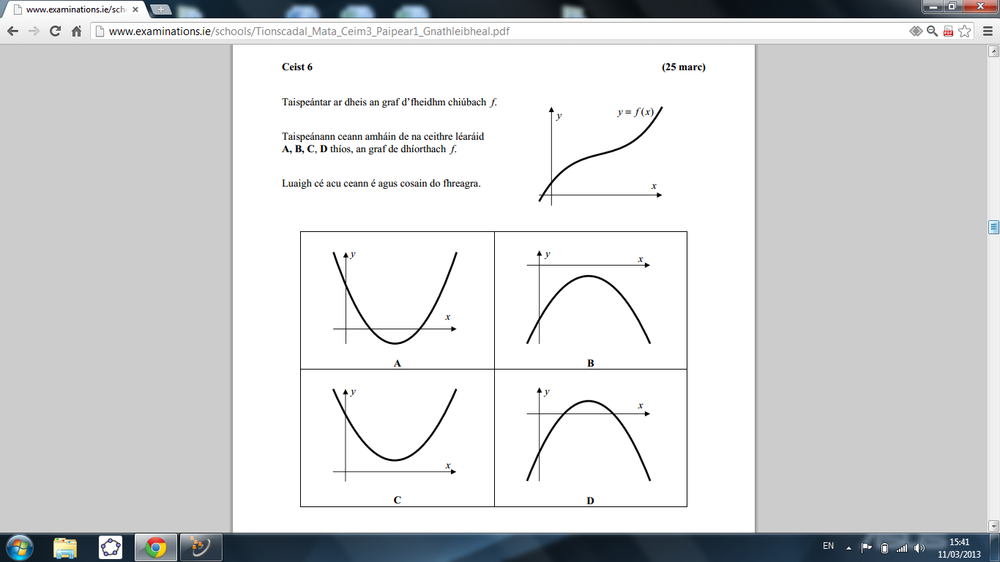 www.examinations.ie/sch
www.examinations.ie/schools/Tionscadal_Mata_Ceim3_Paipear1_Gnathleibheal.pdf
Ceist 6 (25 marc)
Taispeántar ar dheis an graf d’fheidhm chiúbach f.
Taispeánann ceann amháin de na ceithre léaráid
A, B, C, D thíos, an graf de dhíorthach f.
Luaigh cé acu ceann é agus cosain do fhreagra.
y
y = f (x)
x
y
x
A
y
x
B
y
x
C
y
x
D
EN
15:41
11/03/2013